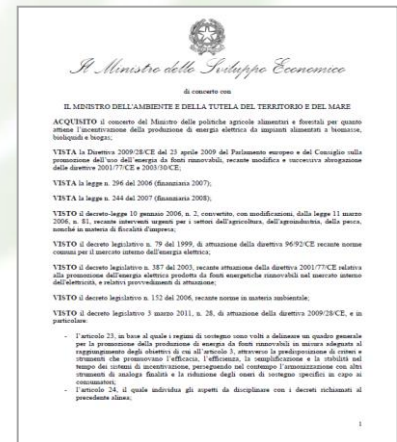 Il Ministro dello Sviluppo Economico
di concerto con
IL MINISTRO DELL'AMBIENTE E DELLA TUTELA DEL TERRITORIO E DEL MARE
ACQUISITO il concerto del Ministro delle politiche agricole alimentari e forestali per quanto
attiene l'incentivazione della produzione di energia elettrica da impianti alimentati a biomasse,
bioliquidi e biogas;
VISTA la Direttiva 2009/28/CE del 23 aprile 2009 del Parlamento europeo e del Consiglio sulla
promozione dell'uso dell'energia da fonti rinnovabili, recante modifica e successiva abrogazione
delle direttive 2001/77/CE e 2003/30/CE;
VISTA la legge n. 296 del 2006 (finanziaria 2007);
VISTA la legge n. 244 del 2007 (finanziaria 2008);
VISTO il decreto-legge 10 gennaio 2006, n. 2, convertito, con modificazioni, dalla legge 11 marzo
2006, n. 81, recante interventi urgenti per i settori dell'agricoltura, dell'agroindustria, della pesca,
nonché in materia di fiscalità d'impresa;
VISTO il decreto legislativo n. 79 del 1999, di attuazione della direttiva 96/92/CE recante norme
comuni per il mercato interno dell'energia elettrica;
VISTO il decreto legislativo n. 387 del 2003, recante attuazione della direttiva 2001/77/CE relativa
alla promozione dell'energia elettrica prodotta da fonti energetiche rinnovabili nel mercato interno
dell'elettricità, e relativi provvedimenti di attuazione;
VISTO il decreto legislativo n. 152 del 2006, recante norme in materia ambientale;
VISTO il decreto legislativo 3 marzo 2011, n. 28, di attuazione della direttiva 2009/28/CE, e in
particolare:
- l'articolo 23, in base al quale i regimi di sostegno sono volti a delineare un quadro generale
per la promozione della produzione di energia da fonti rinnovabili in misura adeguata al
raggiungimento degli obiettivi di cui all'articolo 3, attraverso la predisposizione di criteri e
strumenti che promuovano l'efficacia, l'efficienza, la semplificazione e la stabilità nel
tempo dei sistemi di incentivazione, perseguendo nel contempo l'armonizzazione con altri
strumenti di analoga finalità e la riduzione degli oneri di sostegno specifici in capo ai
consumatori;
- l'articolo 24, il quale individua gli aspetti da disciplinare con i decreti richiamati al
precedente alinea;
1